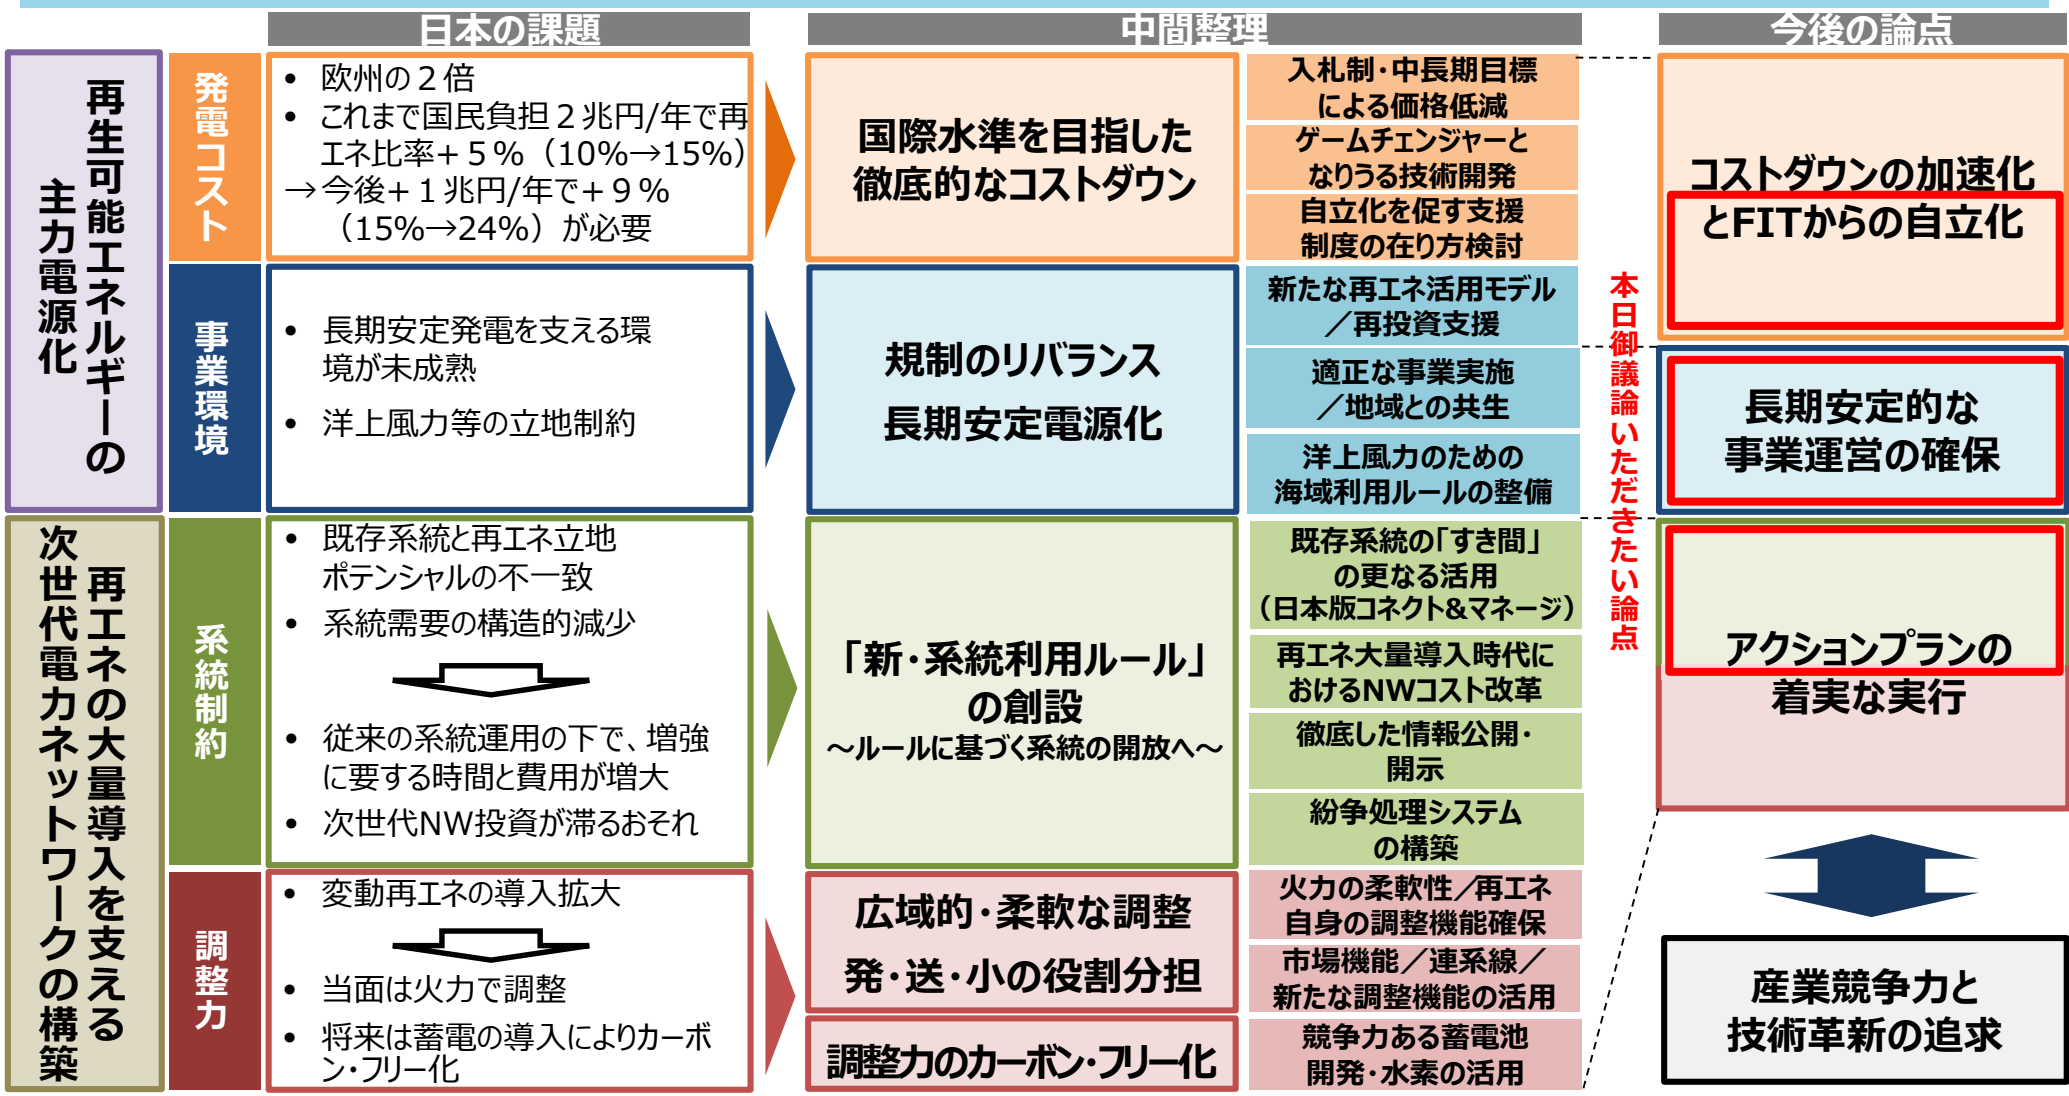 日本の課題
中間整理
今後の論点
再生可能エネルギーの
主力電源化
発電コスト
• 欧州の２倍
• これまで国民負担２兆円/年で再
エネ比率+５%（10%→15%）
→今後+１兆円/年で+９%
（15%→24%）が必要
国際水準を目指した
徹底的なコストダウン
入札制・中長期目標
による価格低減
ゲームチェンジャーと
なりうる技術開発
自立化を促す支援
制度の在り方検討
コストダウンの加速化
とFITからの自立化
事業環境
• 長期安定発電を支える環
境が未成熟
• 洋上風力等の立地制約
規制のリバランス
長期安定電源化
新たな再エネ活用モデル
／再投資支援
適正な事業実施
／地域との共生
洋上風力のための
海域利用ルールの整備
本日御議論いただきたい論点
長期安定的な
事業運営の確保
再エネの大量導入を支える
次世代電力ネットワークの構築
系統制約
• 既存系統と再エネ立地
ポテンシャルの不一致
• 系統需要の構造的減少
• 従来の系統運用の下で、増強
に要する時間と費用が増大
• 次世代NW投資が滞るおそれ
「新・系統利用ルール」
の創設
～ルールに基づく系統の開放へ～
既存系統の「すき間」
の更なる活用
（日本版コネクト&マネージ）
再エネ大量導入時代に
おけるNWコスト改革
徹底した情報公開・
開示
紛争処理システム
の構築
アクションプランの
着実な実行
調整力
• 変動再エネの導入拡大
• 当面は火力で調整
• 将来は蓄電の導入によりカーボ
ン・フリー化
広域的・柔軟な調整
発・送・小の役割分担
調整力のカーボン・フリー化
火力の柔軟性／再エネ
自身の調整機能確保
市場機能／連系線／
新たな調整機能の活用
競争力ある蓄電池
開発・水素の活用
産業競争力と
技術革新の追求